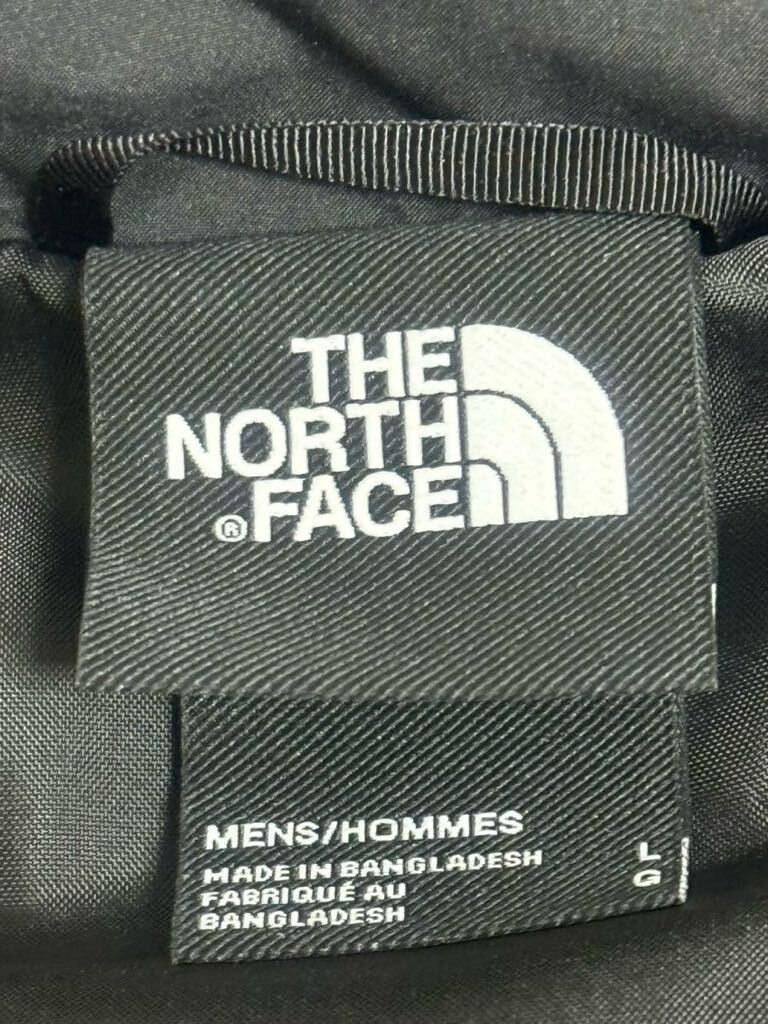 THE
NORTH
®FACE
MENS/HOMMES
MADE IN BANGLADESH
FABRIQUÉ AU
BANGLADESH
L
G